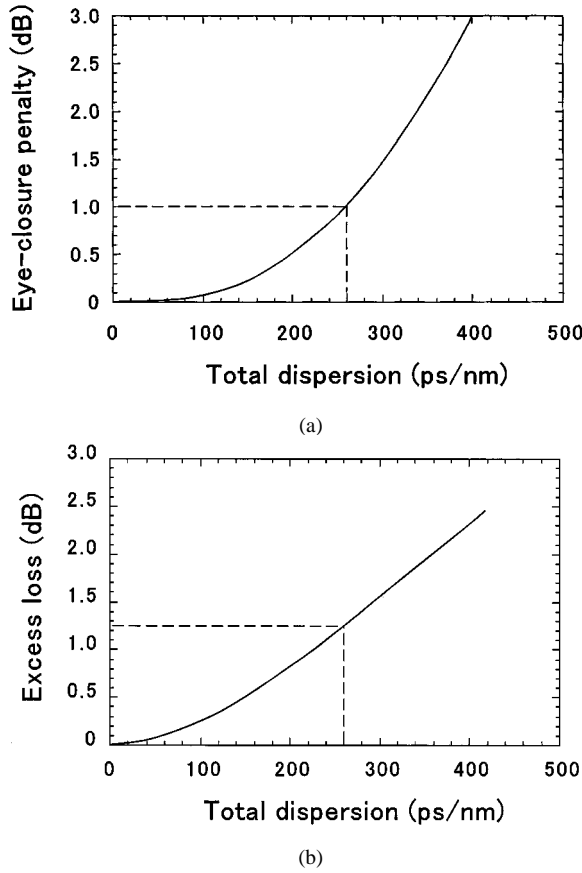 3.0
2.5
2.0
1.5
1.0
0.5
0
Eye-closure penalty (dB)
0 100 200 300 400 500
Total dispersion (ps/nm)
(a)
3.0
2.5
2.0
1.5
1.0
0.5
0
Excess loss (dB)
0 100 200 300 400 500
Total dispersion (ps/nm)
(b)